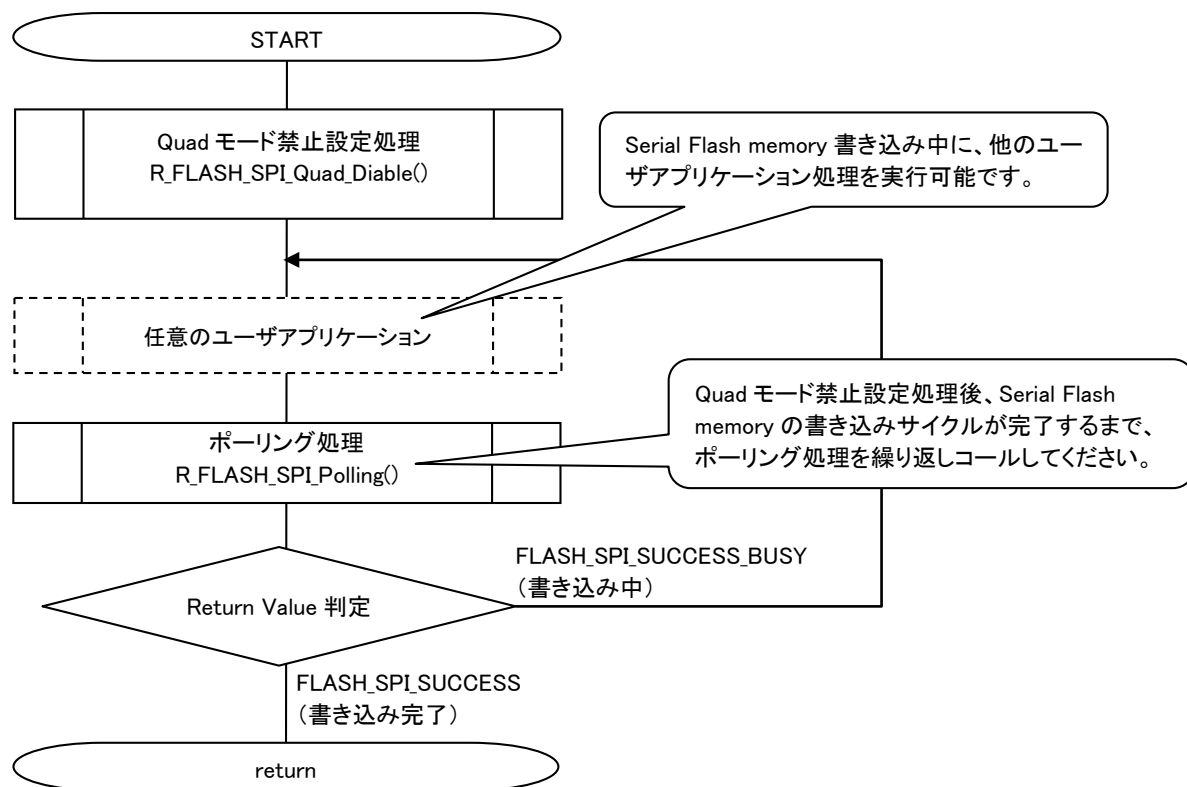 START
Quad モード禁止設定処理
R_FLASH_SPI_Quad_Diable()
Serial Flash memory 書き込み中に、他のユー
ザアプリケーション処理を実行可能です。
任意のユーザアプリケーション
Quad モード禁止設定処理後、Serial Flash
memory の書き込みサイクルが完了するまで、
ポーリング処理を繰り返しコールしてください。
ポーリング処理
R_FLASH_SPI_Polling()
FLASH_SPI_SUCCESS_BUSY
（書き込み中）
Return Value 判定
FLASH_SPI_SUCCESS
（書き込み完了）
return